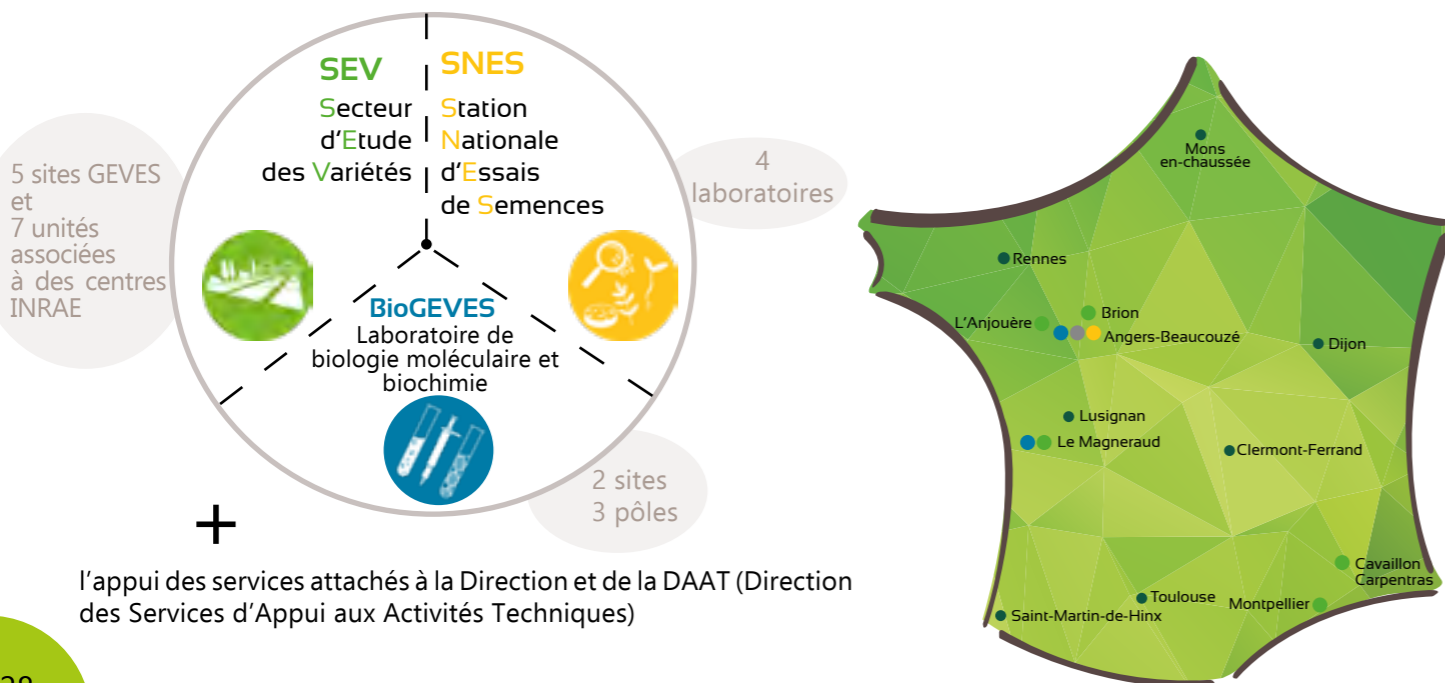 SEV
Secteur
d'Etude
des Variétés
SNES
Station
Nationale
d'Essais
de Semences
5 sites GEVES
et
7 unités
associées
à des centres
INRAE
4
laboratoires
BioGEVES
Laboratoire de
biologie moléculaire et
biochimie
2 sites
3 pôles
+
l'appui des services attachés à la Direction et de la DAAT (Direction
des Services d'Appui aux Activités Techniques)
Mons
en-chaussée
Rennes
L'Anjouère
Brion
Angers-Beaucouzé
Dijon
Lusignan
Le Magneraud
Clermont-Ferrand
Cavaillon
Carpentras
Toulouse
Montpellier
Saint-Martin-de-Hinx